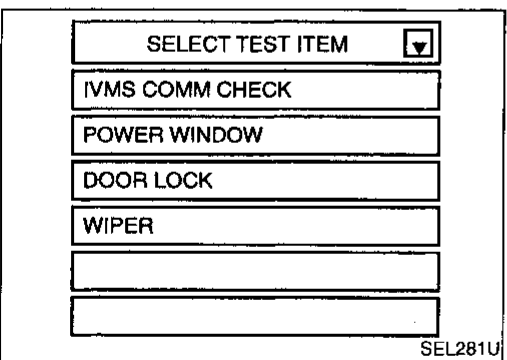 SELECT TEST ITEM
IVMS COMM CHECK
POWER WINDOW
DOOR LOCK
WIPER
SEL281U